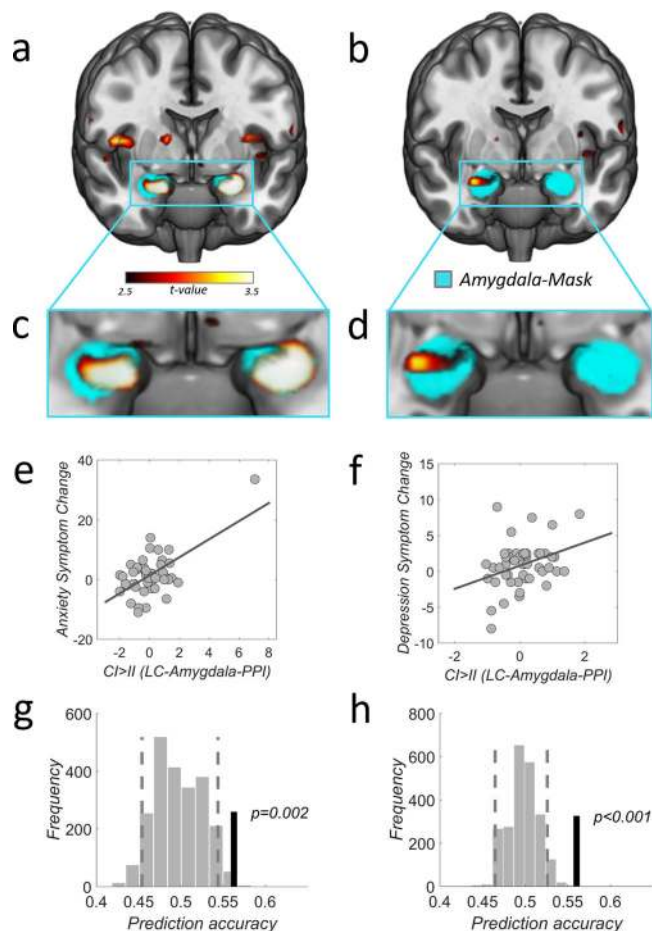 a
b
2.5 t-value 3.5
Amygdala-Mask
c
d
e
f
Anxiety Symptom Change
40
20
0
-20
-2 0 2 4 6 8
CI>II (LC-Amygdala-PPI)
Depression Symptom Change
15
10
5
0
-5
-10
-2 0 2
CI>II (LC-Amygdala-PPI)
g
h
Frequency
600
400
200
0
p=0.002
0.4 0.45 0.5 0.55 0.6
Prediction accuracy
Frequency
800
600
400
200
0
p<0.001
0.4 0.45 0.5 0.55 0.6
Prediction accuracy